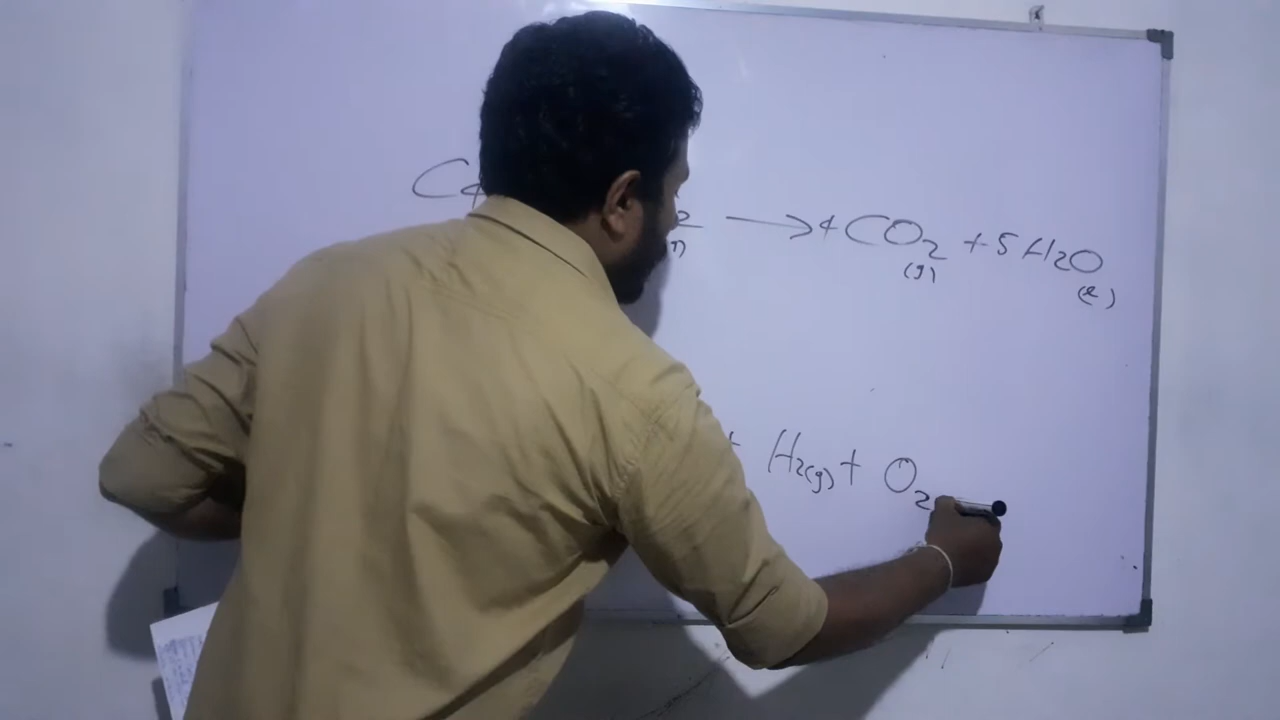 C4 2 → 4CO2 + 5H2O
(g) (g) (l)
+ H2(g) + O2